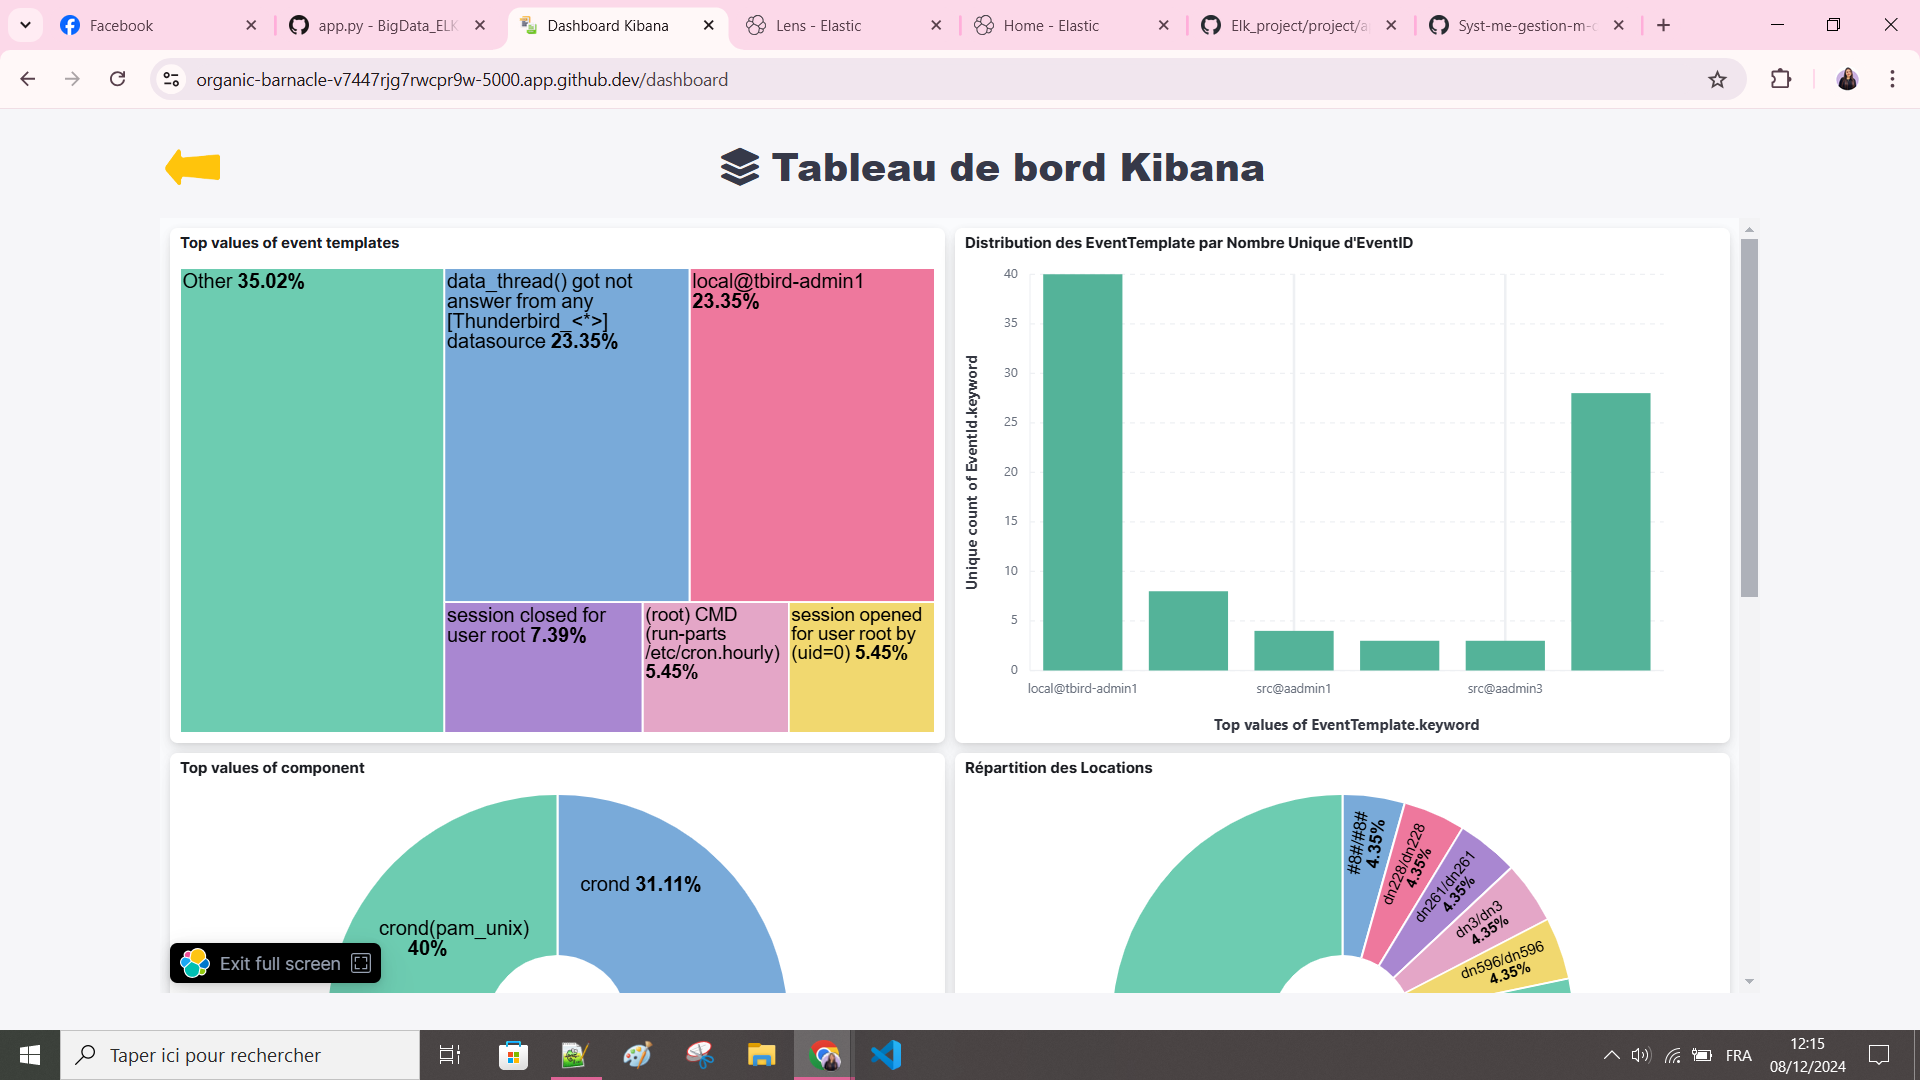 Facebook
app.py - BigData_ELK
Dashboard Kibana
Lens - Elastic
Home - Elastic
Elk_project/project/a
Syst-me-gestion-m-
organic-barnacle-v7447rjg7rwcpr9w-5000.app.github.dev/dashboard
Tableau de bord Kibana
Top values of event templates
Other 35.02%
data_thread() got not
answer from any
[Thunderbird_<*>]
datasource 23.35%
local@tbird-admin1
23.35%
session closed for
user root 7.39%
(root) CMD
(run-parts
/etc/cron.hourly)
5.45%
session opened
for user root by
(uid=0) 5.45%
Distribution des EventTemplate par Nombre Unique d'EventID
Unique count of EventId.keyword
40
35
30
25
20
15
10
5
0
local@tbird-admin1
src@aadmin1
src@aadmin3
Top values of EventTemplate.keyword
Top values of component
crond 31.11%
crond(pam_unix)
40%
Exit full screen
Répartition des Locations
#8#/#8#
4.35%
dn228/dn228
4.35%
dn261/dn261
4.35%
dn3/dn3
4.35%
dn596/dn596
4.35%
Taper ici pour rechercher
FRA
12:15
08/12/2024